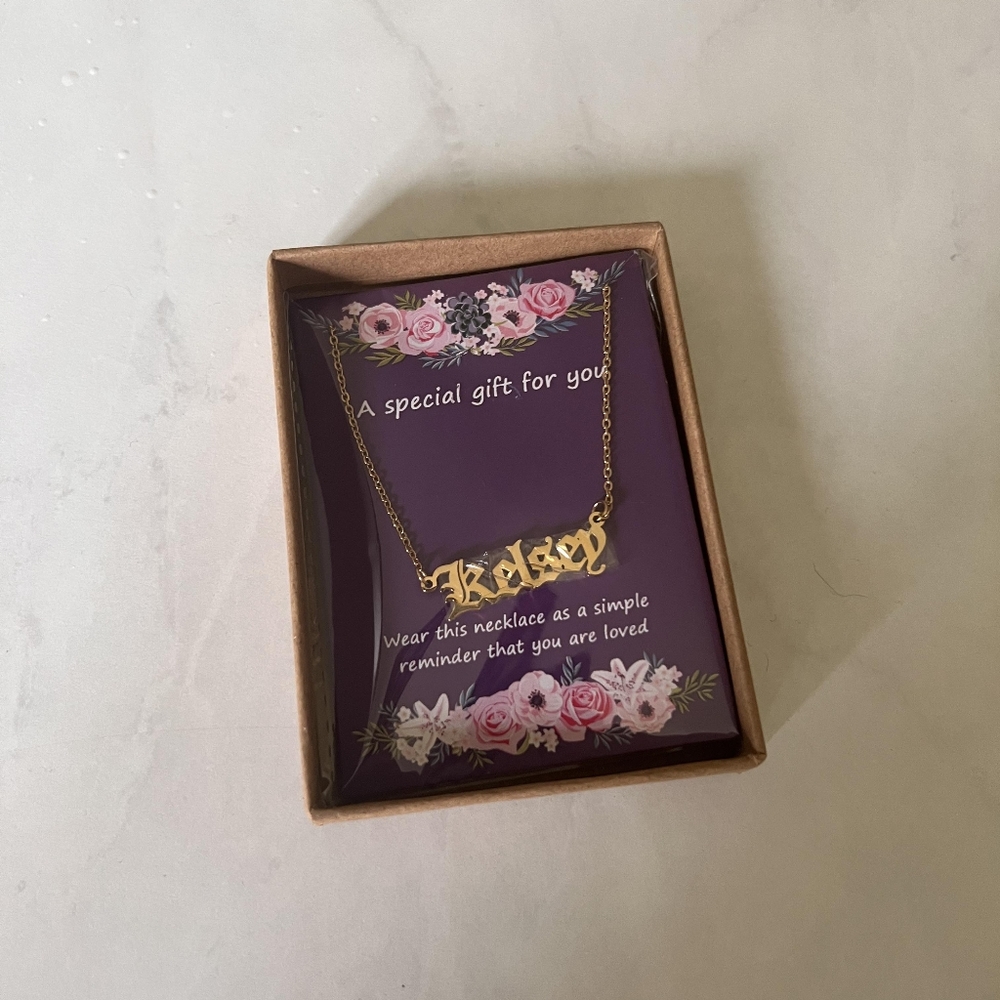 A special gift for you
Kelsey
Wear this necklace as a simple
reminder that you are loved